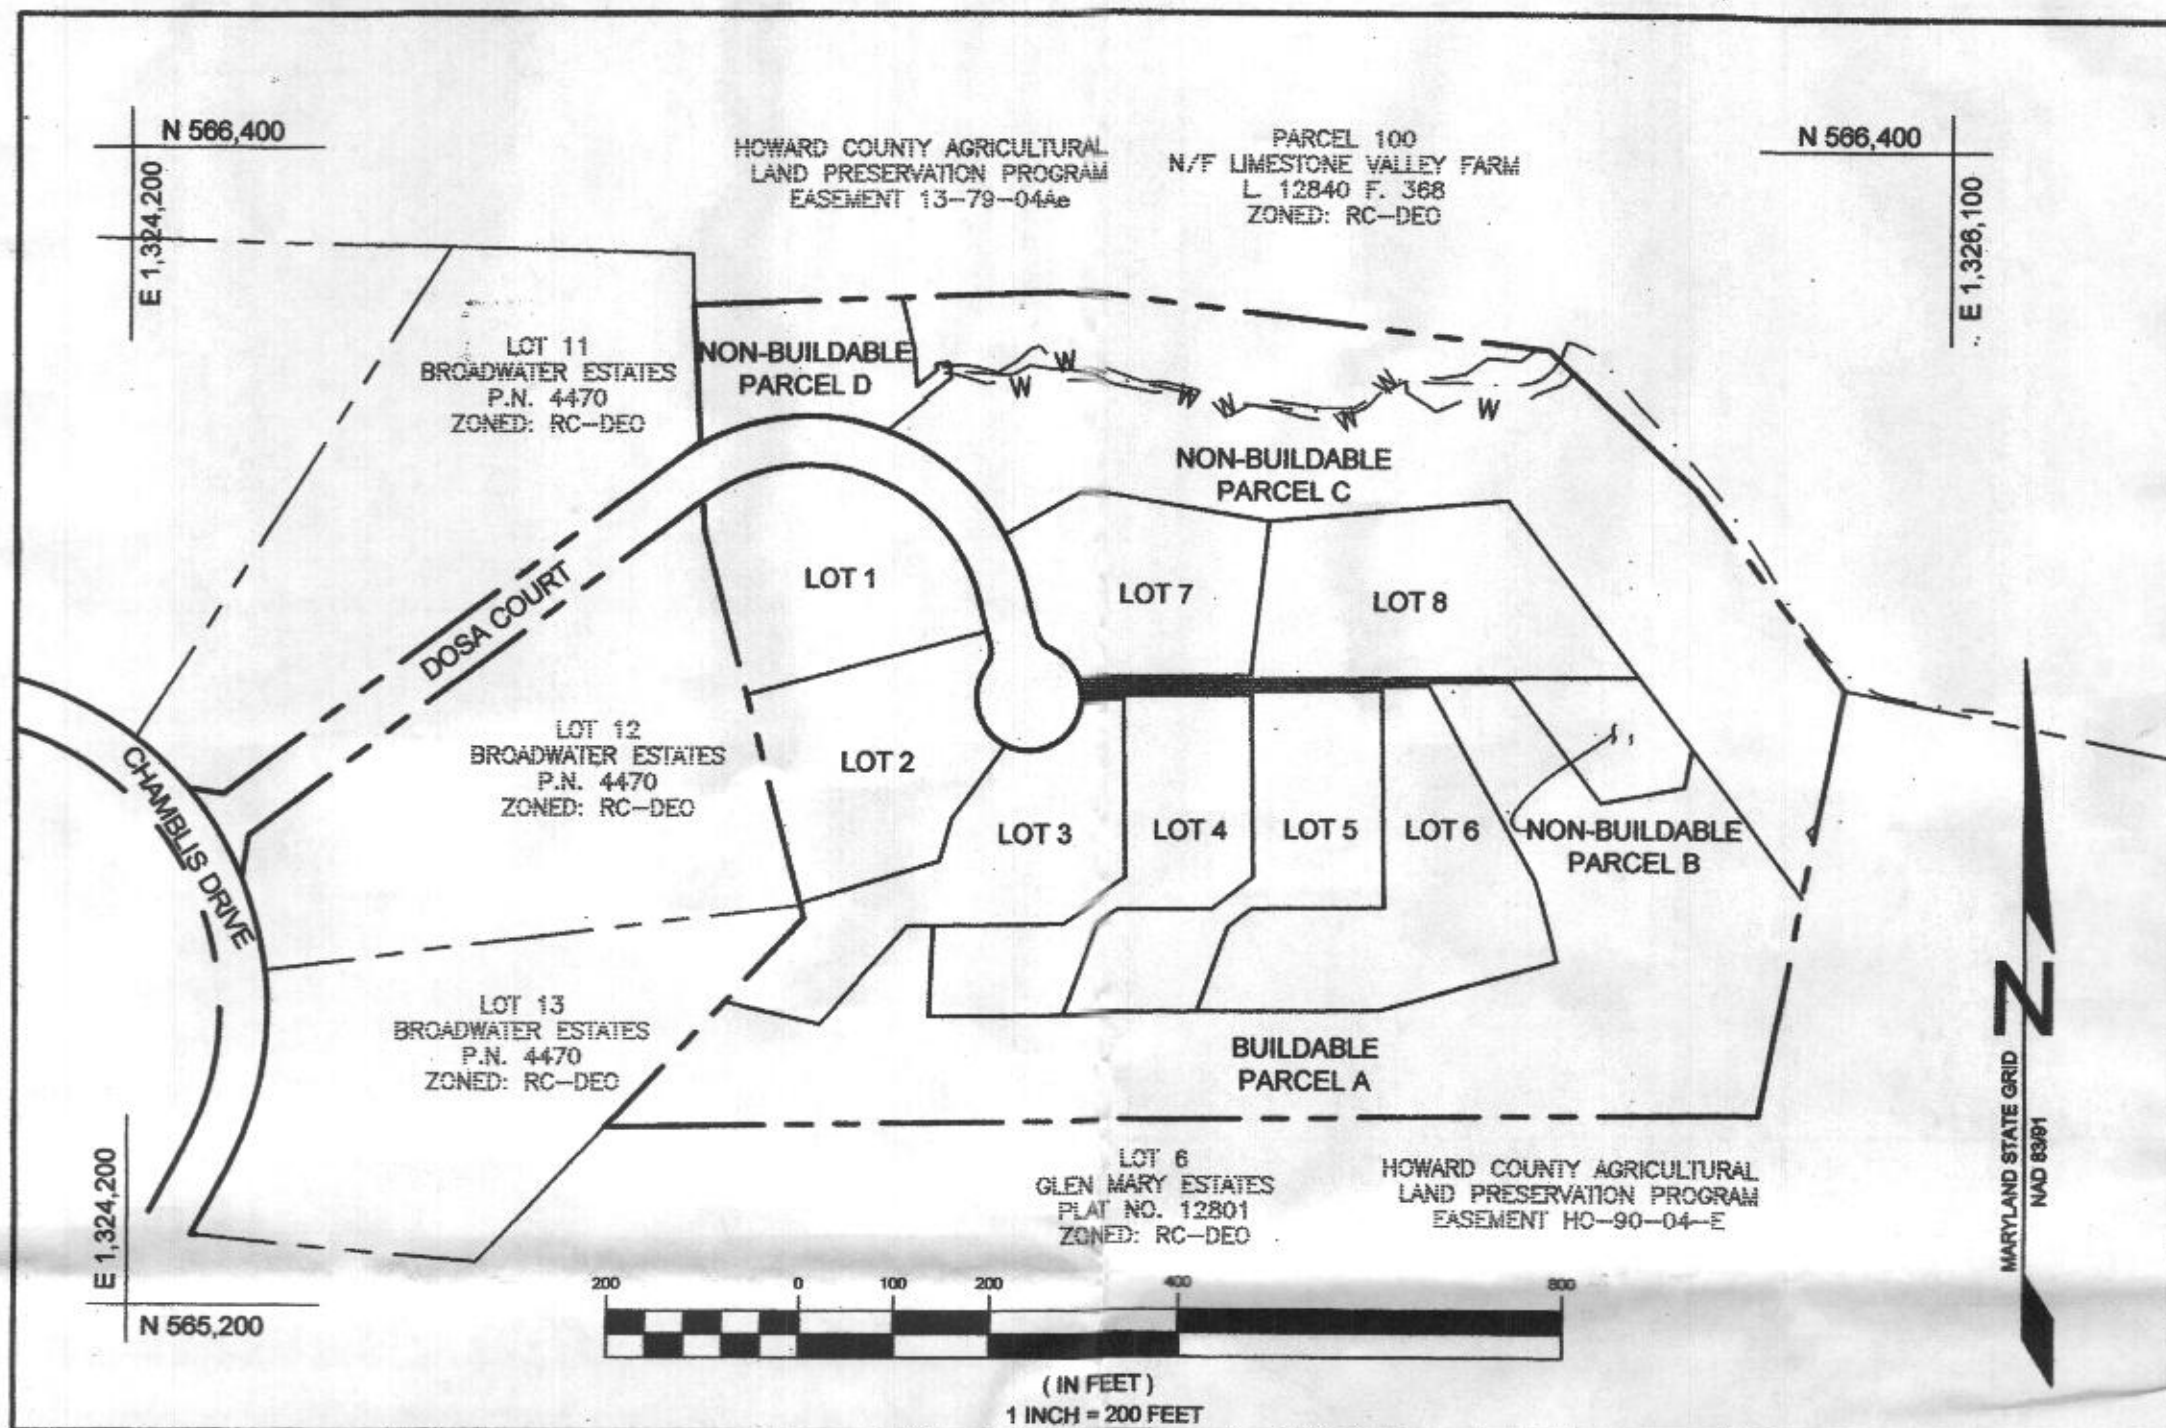 N 566,400
E 1,324,200
HOWARD COUNTY AGRICULTURAL
LAND PRESERVATION PROGRAM
EASEMENT 13-79-04Ae
PARCEL 100
N/F LIMESTONE VALLEY FARM
L. 12840 F. 368
ZONED: RC-DEO
N 566,400
E 1,326,100
LOT 11
BROADWATER ESTATES
P.N. 4470
ZONED: RC-DEO
NON-BUILDABLE
PARCEL D
W
W
W
W
W
W
W
NON-BUILDABLE
PARCEL C
LOT 1
LOT 7
LOT 8
DOSA COURT
LOT 12
BROADWATER ESTATES
P.N. 4470
ZONED: RC-DEO
CHAMBLIS DRIVE
LOT 2
LOT 3
LOT 4
LOT 5
LOT 6
NON-BUILDABLE
PARCEL B
LOT 13
BROADWATER ESTATES
P.N. 4470
ZONED: RC-DEO
BUILDABLE
PARCEL A
N
MARYLAND STATE GRID
NAD 83/91
LOT 6
GLEN MARY ESTATES
PLAT NO. 12801
ZONED: RC-DEO
HOWARD COUNTY AGRICULTURAL
LAND PRESERVATION PROGRAM
EASEMENT HO-90-04-E
E 1,324,200
N 565,200
200 0 100 200 400 800
( IN FEET )
1 INCH = 200 FEET